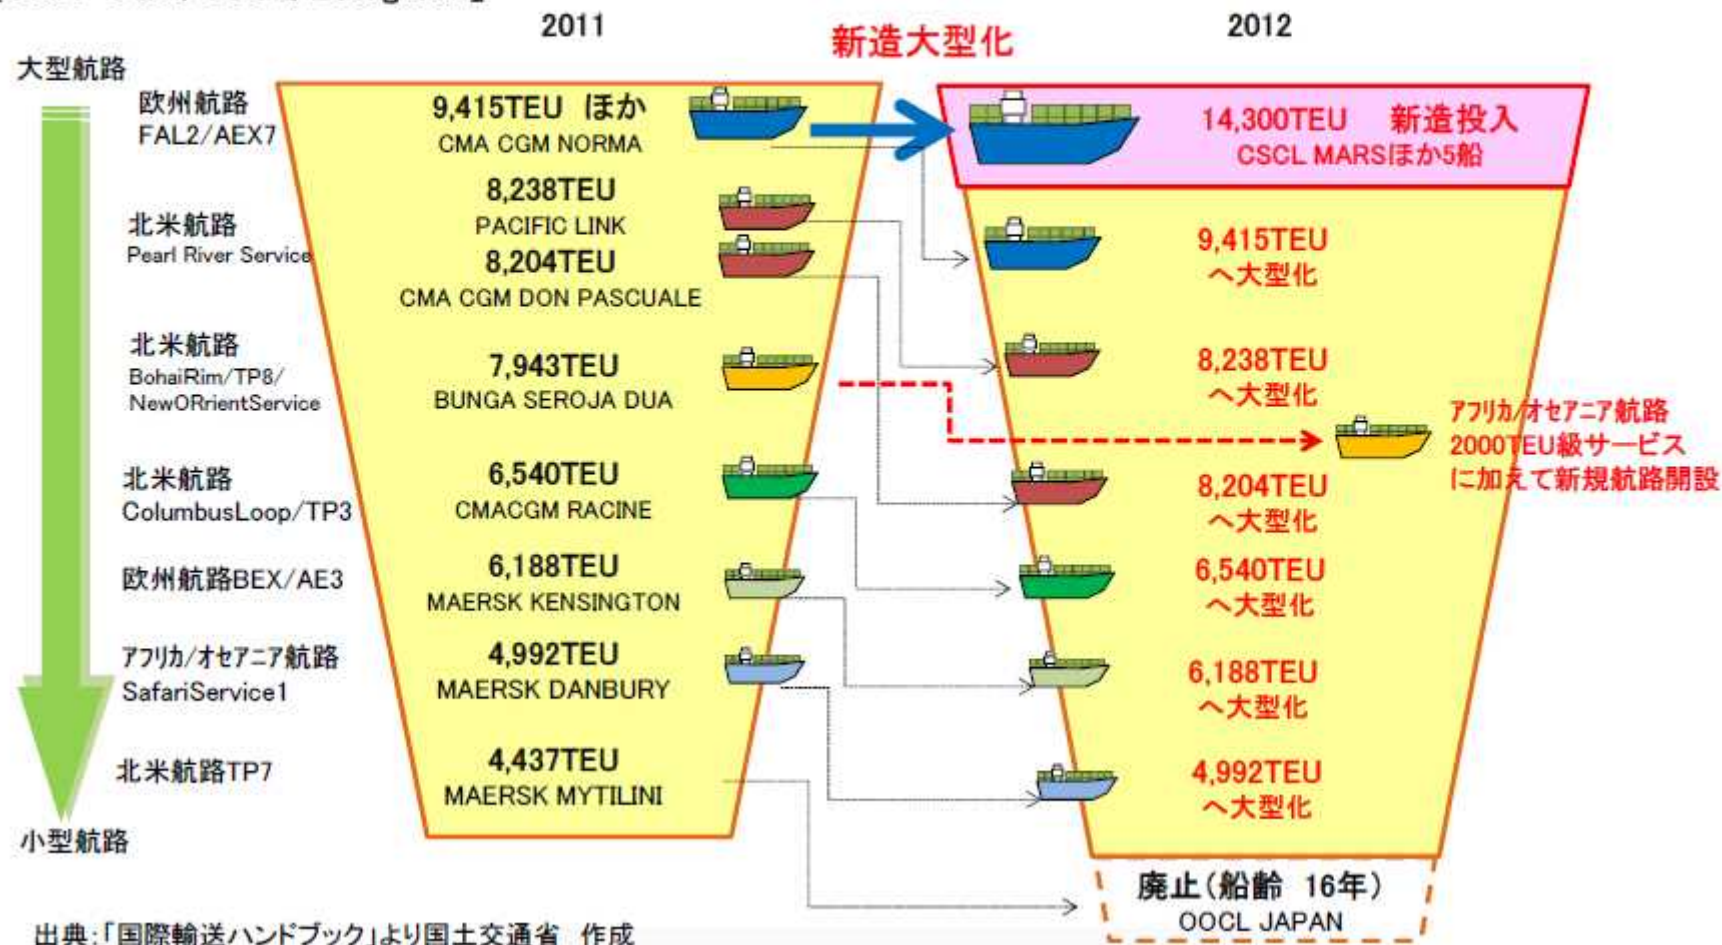 2011
2012
新造大型化
大型航路
欧州航路
FAL2/AEX7
9,415TEU ほか
CMA CGM NORMA
14,300TEU 新造投入
CSCL MARSほか5船
北米航路
Pearl River Service
8,238TEU
PACIFIC LINK
8,204TEU
CMA CGM DON PASCUALE
9,415TEU
へ大型化
北米航路
BohaiRim/TP8/
NewORrientService
7,943TEU
BUNGA SEROJA DUA
8,238TEU
へ大型化
アフリカ/オセアニア航路
2000TEU級サービス
に加えて新規航路開設
北米航路
ColumbusLoop/TP3
6,540TEU
CMACGM RACINE
8,204TEU
へ大型化
欧州航路BEX/AE3
6,188TEU
MAERSK KENSINGTON
6,540TEU
へ大型化
アフリカ/オセアニア航路
SafariService1
4,992TEU
MAERSK DANBURY
6,188TEU
へ大型化
北米航路TP7
4,437TEU
MAERSK MYTILINI
4,992TEU
へ大型化
小型航路
廃止(船齢 16年)
OOCL JAPAN
出典:「国際輸送ハンドブック」より国土交通省 作成